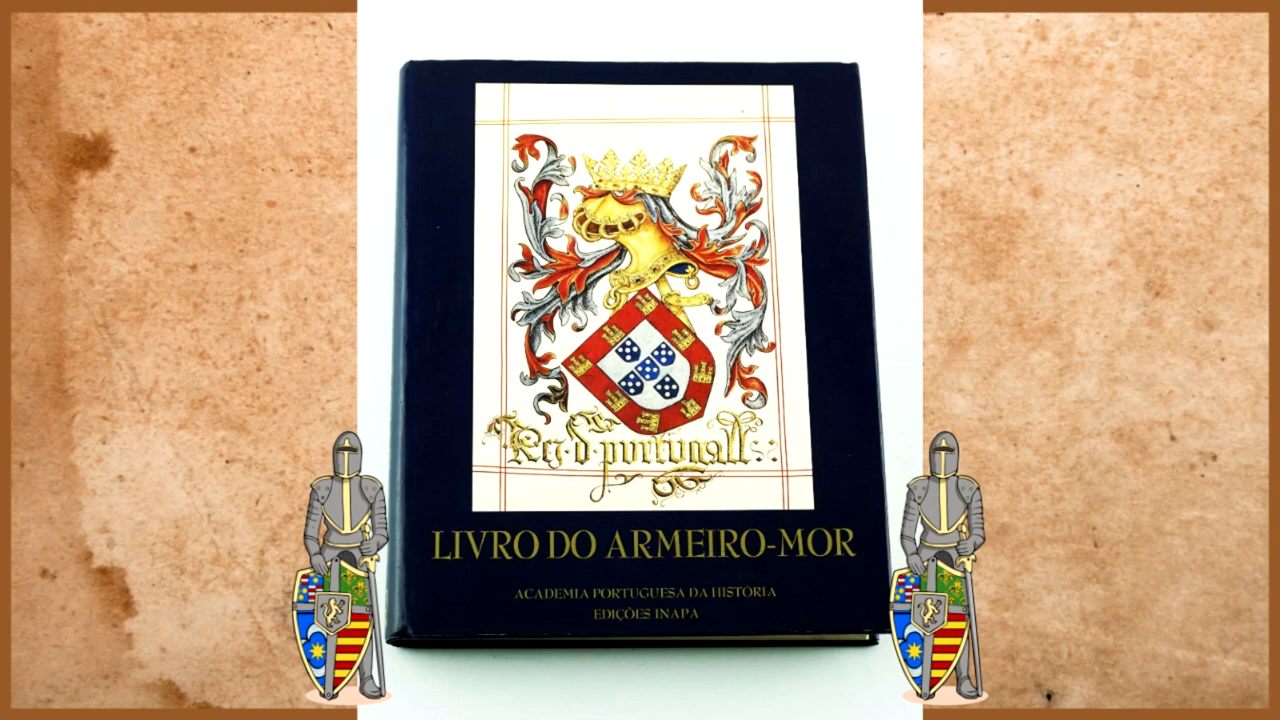 Rey·d·portugall
LIVRO DO ARMEIRO-MOR
ACADEMIA PORTUGUESA DA HISTÓRIA
EDIÇÕES INAPA